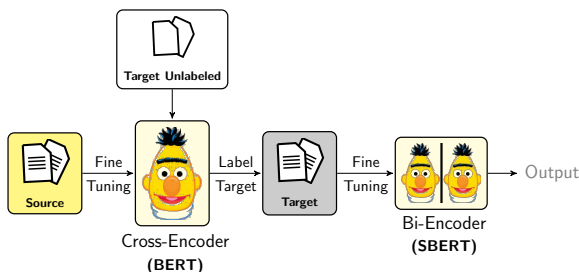 Target Unlabeled
Source
Fine
Tuning
Cross-Encoder
(BERT)
Label
Target
Target
Fine
Tuning
Bi-Encoder
(SBERT)
Output